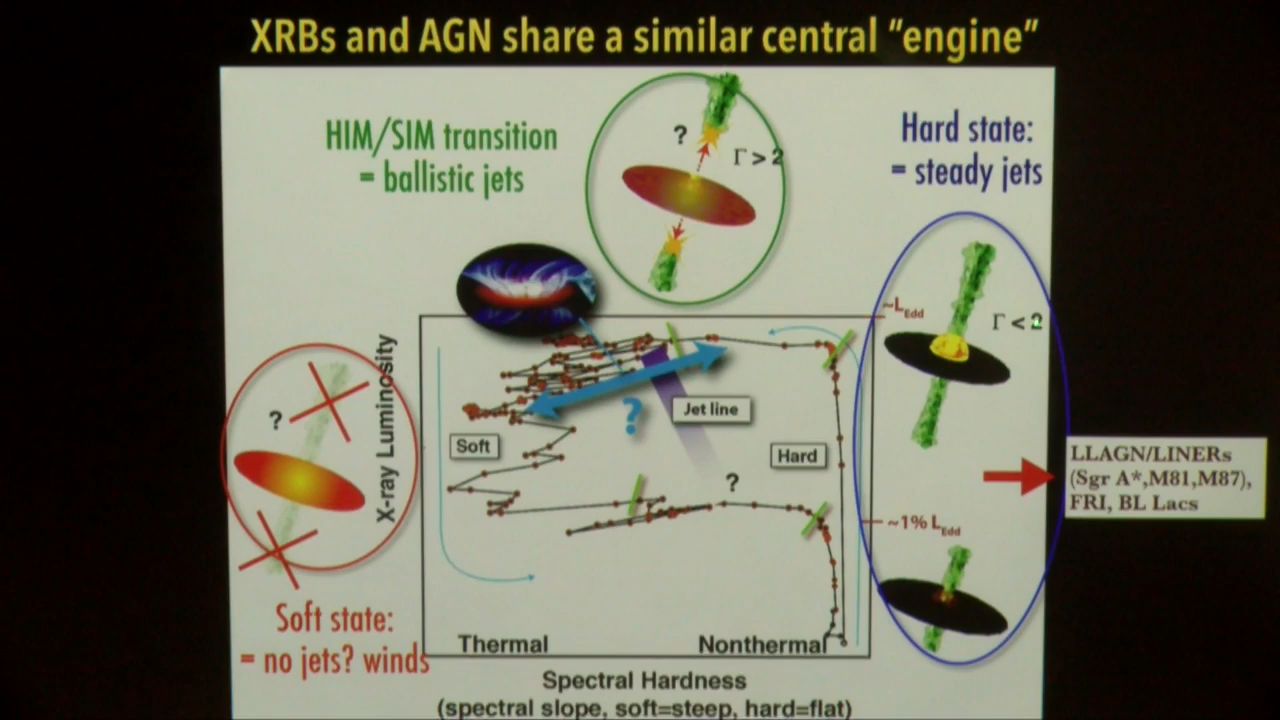 XRBs and AGN share a similar central "engine"
HIM/SIM transition
= ballistic jets
?
Γ > 2
Hard state:
= steady jets
~L_Edd
Γ < 2
X-ray Luminosity
?
?
Jet line
Soft
Hard
?
LLAGN/LINERs
(Sgr A*,M81,M87),
FRI, BL Lacs
~1% L_Edd
Soft state:
= no jets? winds
Thermal
Nonthermal
Spectral Hardness
(spectral slope, soft=steep, hard=flat)